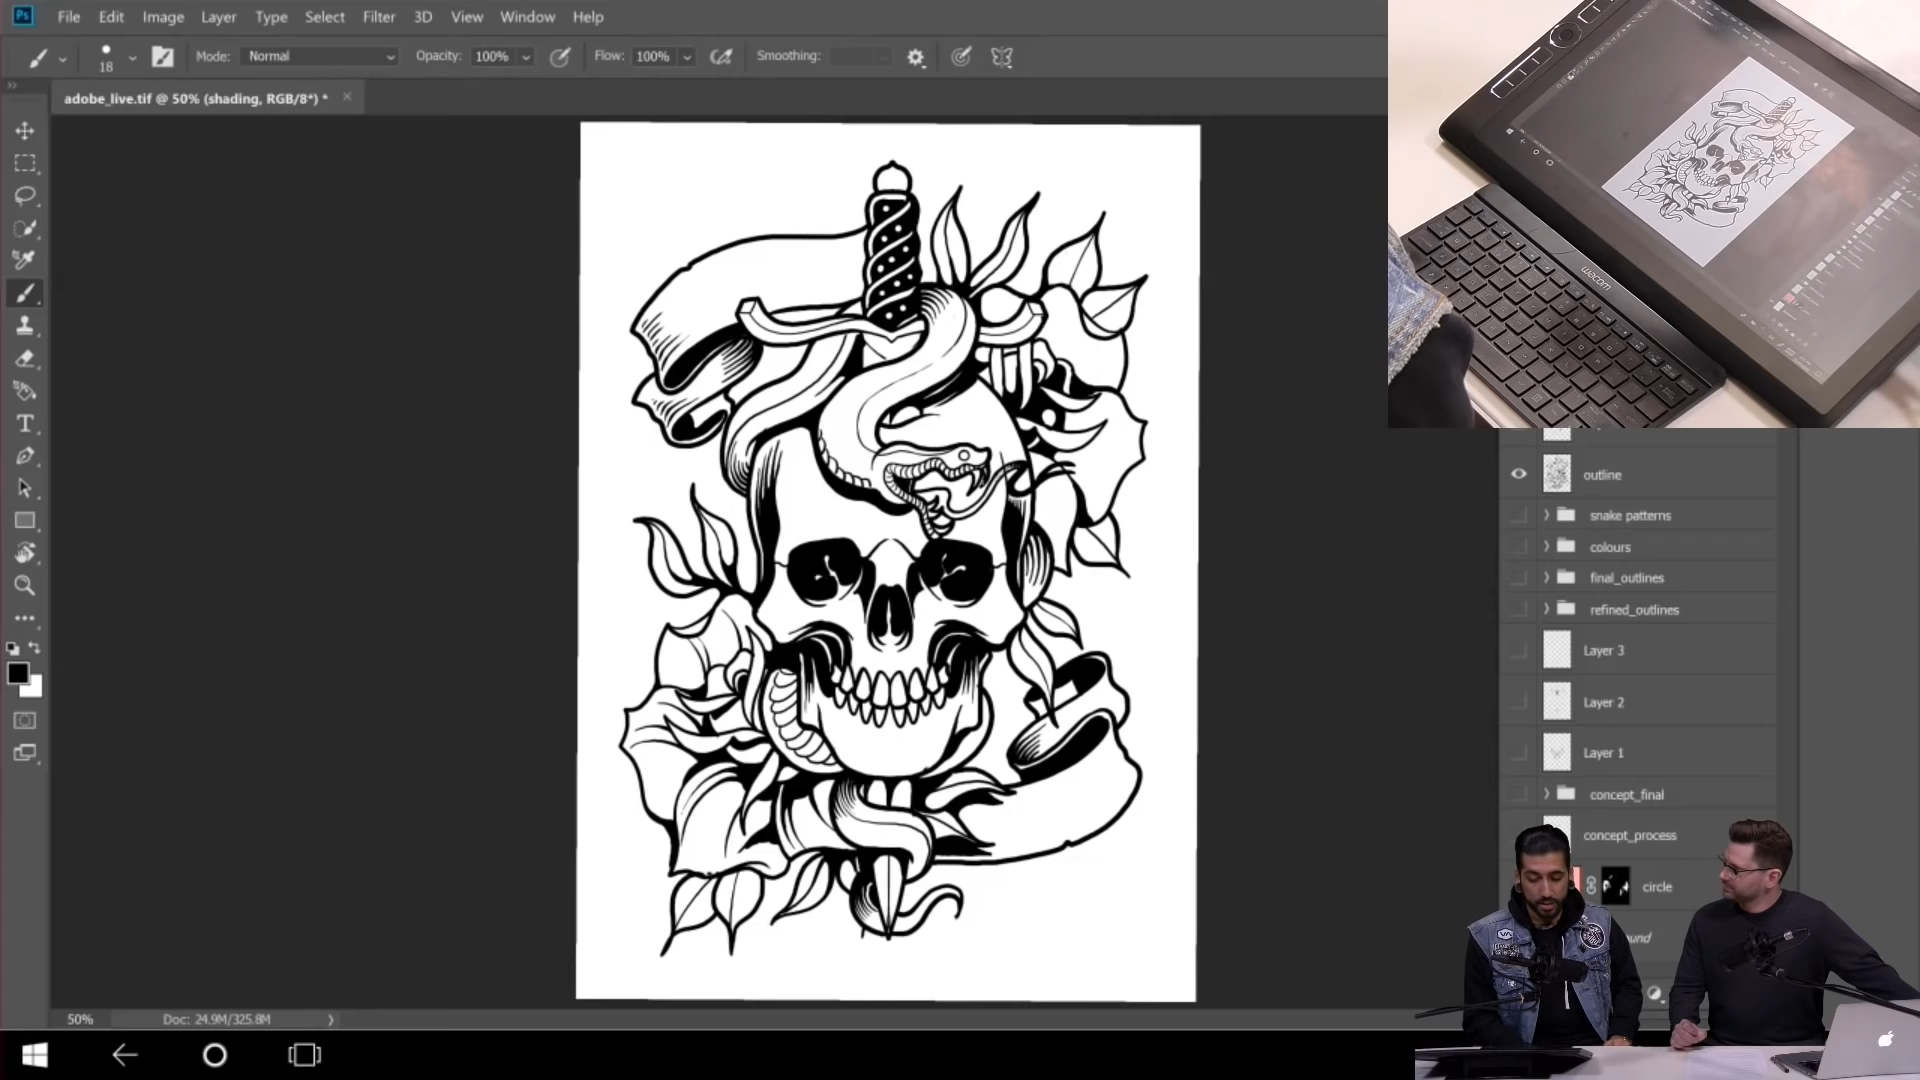 Ps File Edit Image Layer Type Select Filter 3D View Window Help
18 Mode: Normal Opacity: 100% Flow: 100% Smoothing:
adobe_live.tif @ 50% (shading, RGB/8*) * ×
wacom
outline
snake patterns
colours
final_outlines
refined_outlines
Layer 3
Layer 2
Layer 1
concept_final
concept_process
circle
50% Doc: 24.9M/325.8M